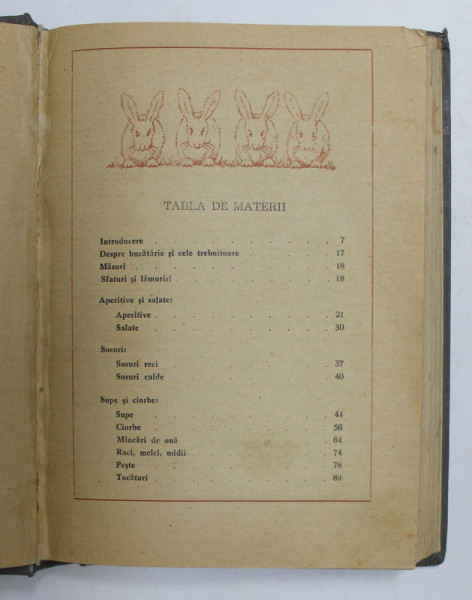 TABLA DE MATERII
Introducere . . . . . . . . . . 7
Despre bucătărie și cele trebnitoare . . . . . 17
Măsuri . . . . . . . . . . 18
Sfaturi și lămuriri . . . . . . . . 18
Aperitive și salate:
Aperitive . . . . . . . . . 21
Salate . . . . . . . . . 30
Sosuri:
Sosuri reci . . . . . . . . 37
Sosuri calde . . . . . . . . 40
Supe și ciorbe:
Supe . . . . . . . . . 44
Ciorbe . . . . . . . . . 56
Mîncări de ouă . . . . . . . 64
Raci, melci, midii . . . . . . . 74
Pește . . . . . . . . . 78
Tocături . . . . . . . . . 89